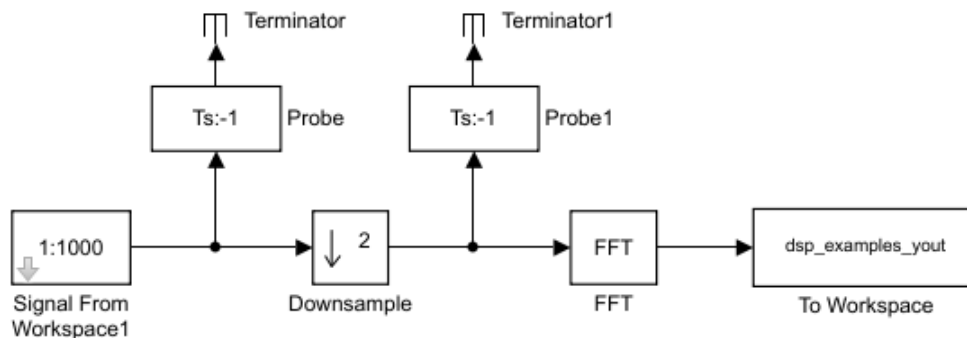 Terminator
Terminator1
Ts:-1
Probe
Ts:-1
Probe1
1:1000
2
FFT
dsp_examples_yout
Signal From
Workspace1
Downsample
FFT
To Workspace